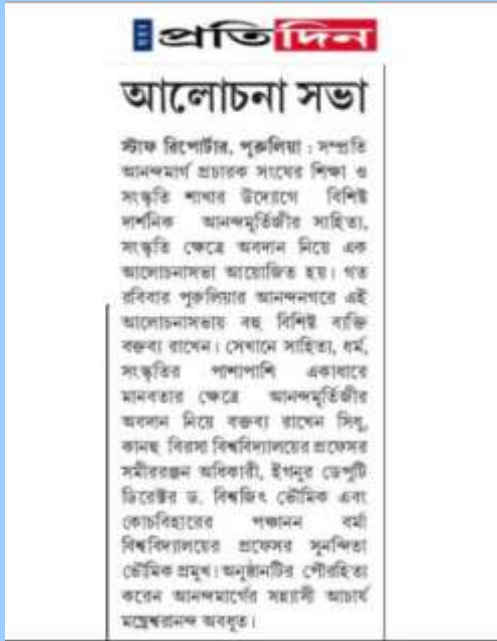 প্রতিদিন
আলোচনা সভা
স্টাফ রিপোর্টার, পুরুলিয়া : সম্প্রতি
আনন্দমার্গ প্রচারক সংঘের শিক্ষা ও
সংস্কৃতি শাখার উদ্যোগে বিশিষ্ট
দার্শনিক আনন্দমূর্তিজীর সাহিত্য,
সংস্কৃতি ক্ষেত্রে অবদান নিয়ে এক
আলোচনাসভা আয়োজিত হয়। গত
রবিবার পুরুলিয়ার আনন্দনগরে এই
আলোচনাসভায় বহু বিশিষ্ট ব্যক্তি
বক্তব্য রাখেন। সেখানে সাহিত্য, ধর্ম,
সংস্কৃতির পাশাপাশি একাধারে
মানবতার ক্ষেত্রে আনন্দমূর্তিজীর
অবদান নিয়ে বক্তব্য রাখেন সিধু,
কানহু বিরসা বিশ্ববিদ্যালয়ের প্রফেসর
সমীররঞ্জন অধিকারী, ইগনুর ডেপুটি
ডিরেক্টর ড. বিশ্বজিৎ ভৌমিক এবং
কোচবিহারের পঞ্চানন বর্মা
বিশ্ববিদ্যালয়ের প্রফেসর সুনন্দিতা
ভৌমিক প্রমুখ। অনুষ্ঠানটির পৌরহিত্য
করেন আনন্দমার্গের সন্ন্যাসী আচার্য
মন্ত্রেশ্বরানন্দ অবধূত।